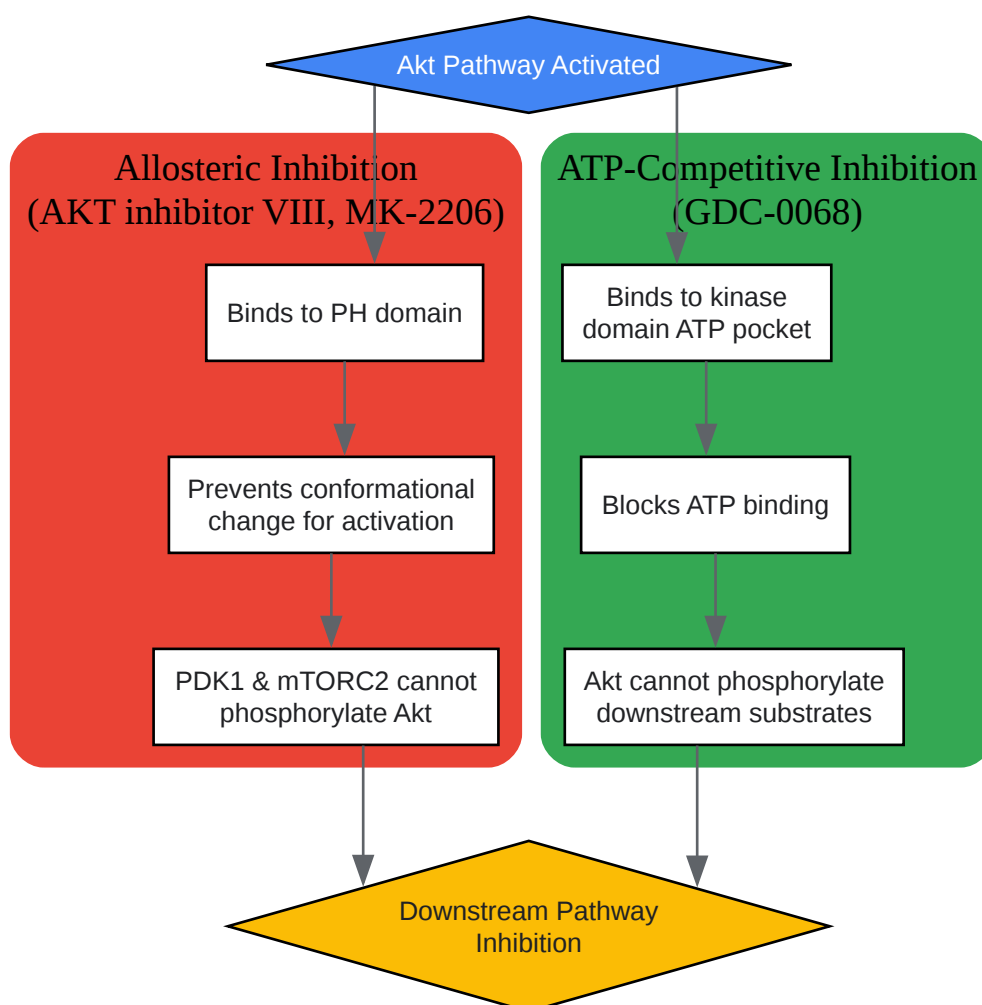 Akt Pathway Activated
Allosteric Inhibition
(AKT inhibitor VIII, MK-2206)
Binds to PH domain
Prevents conformational
change for activation
PDK1 & mTORC2 cannot
phosphorylate Akt
ATP-Competitive Inhibition
(GDC-0068)
Binds to kinase
domain ATP pocket
Blocks ATP binding
Akt cannot phosphorylate
downstream substrates
Downstream Pathway
Inhibition